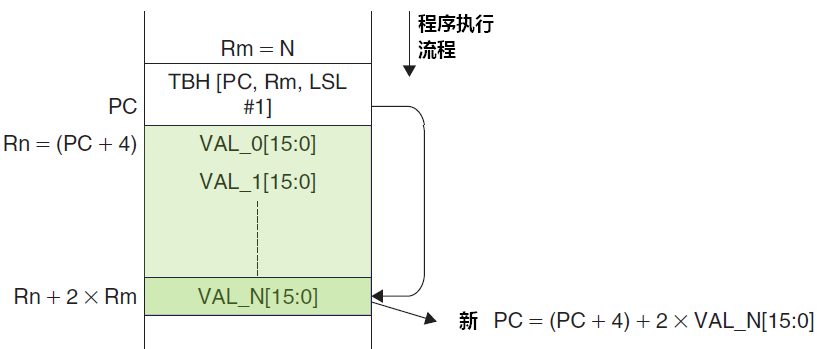 程序执行
流程
Rm = N
TBH [PC, Rm, LSL
#1]
PC
Rn = (PC + 4)
VAL_0[15:0]
VAL_1[15:0]
Rn + 2 × Rm
VAL_N[15:0]
新 PC = (PC + 4) + 2 × VAL_N[15:0]